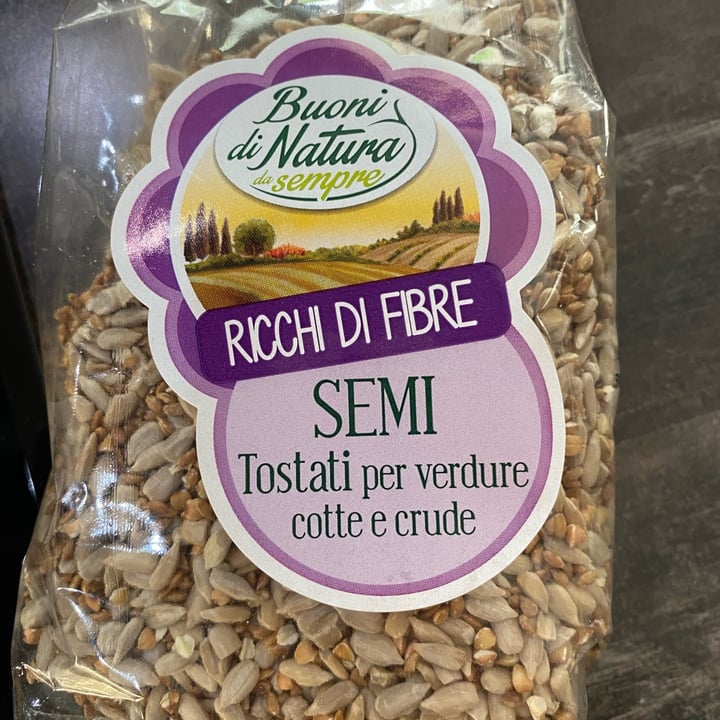 Buoni
di Natura
da sempre
RICCHI DI FIBRE
SEMI
Tostati per verdure
cotte e crude